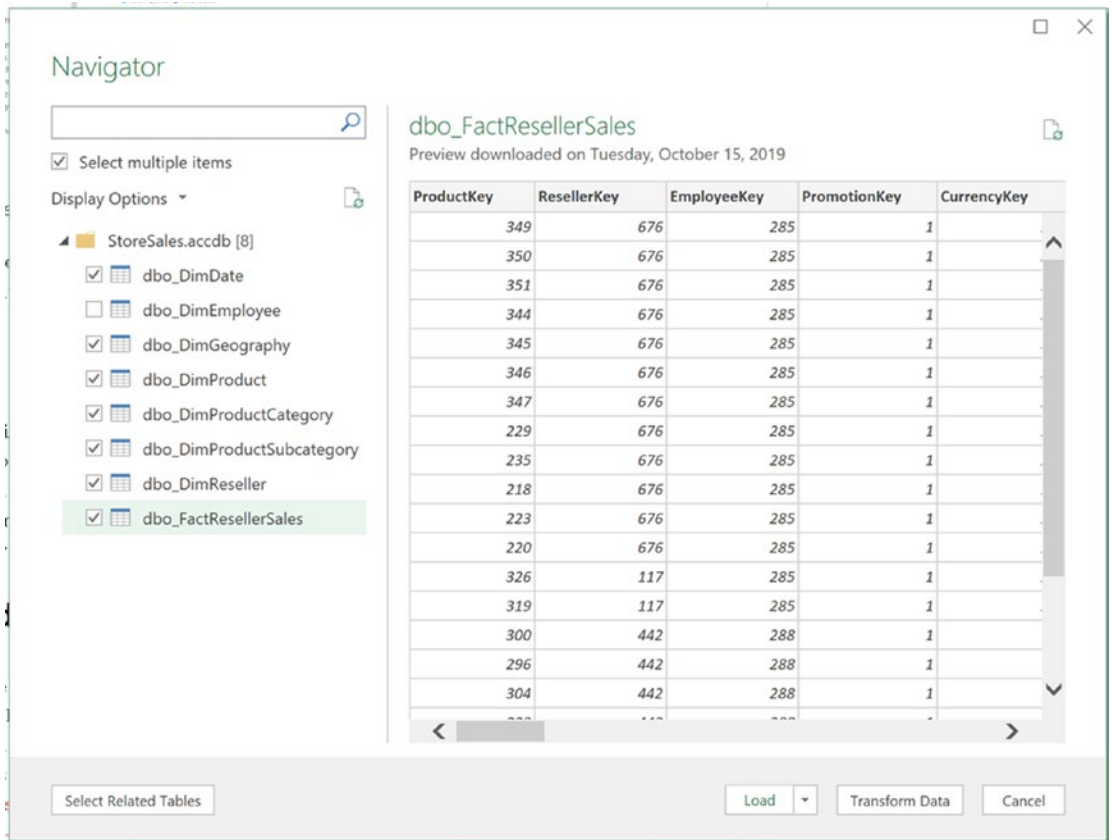 Navigator
Select multiple items
Display Options
StoreSales.accdb [8]
dbo_DimDate
dbo_DimEmployee
dbo_DimGeography
dbo_DimProduct
dbo_DimProductCategory
dbo_DimProductSubcategory
dbo_DimReseller
dbo_FactResellerSales
dbo_FactResellerSales
Preview downloaded on Tuesday, October 15, 2019
ProductKey ResellerKey EmployeeKey PromotionKey CurrencyKey
349 676 285 1
350 676 285 1
351 676 285 1
344 676 285 1
345 676 285 1
346 676 285 1
347 676 285 1
229 676 285 1
235 676 285 1
218 676 285 1
223 676 285 1
220 676 285 1
326 117 285 1
319 117 285 1
300 442 288 1
296 442 288 1
304 442 288 1
Select Related Tables Load Transform Data Cancel